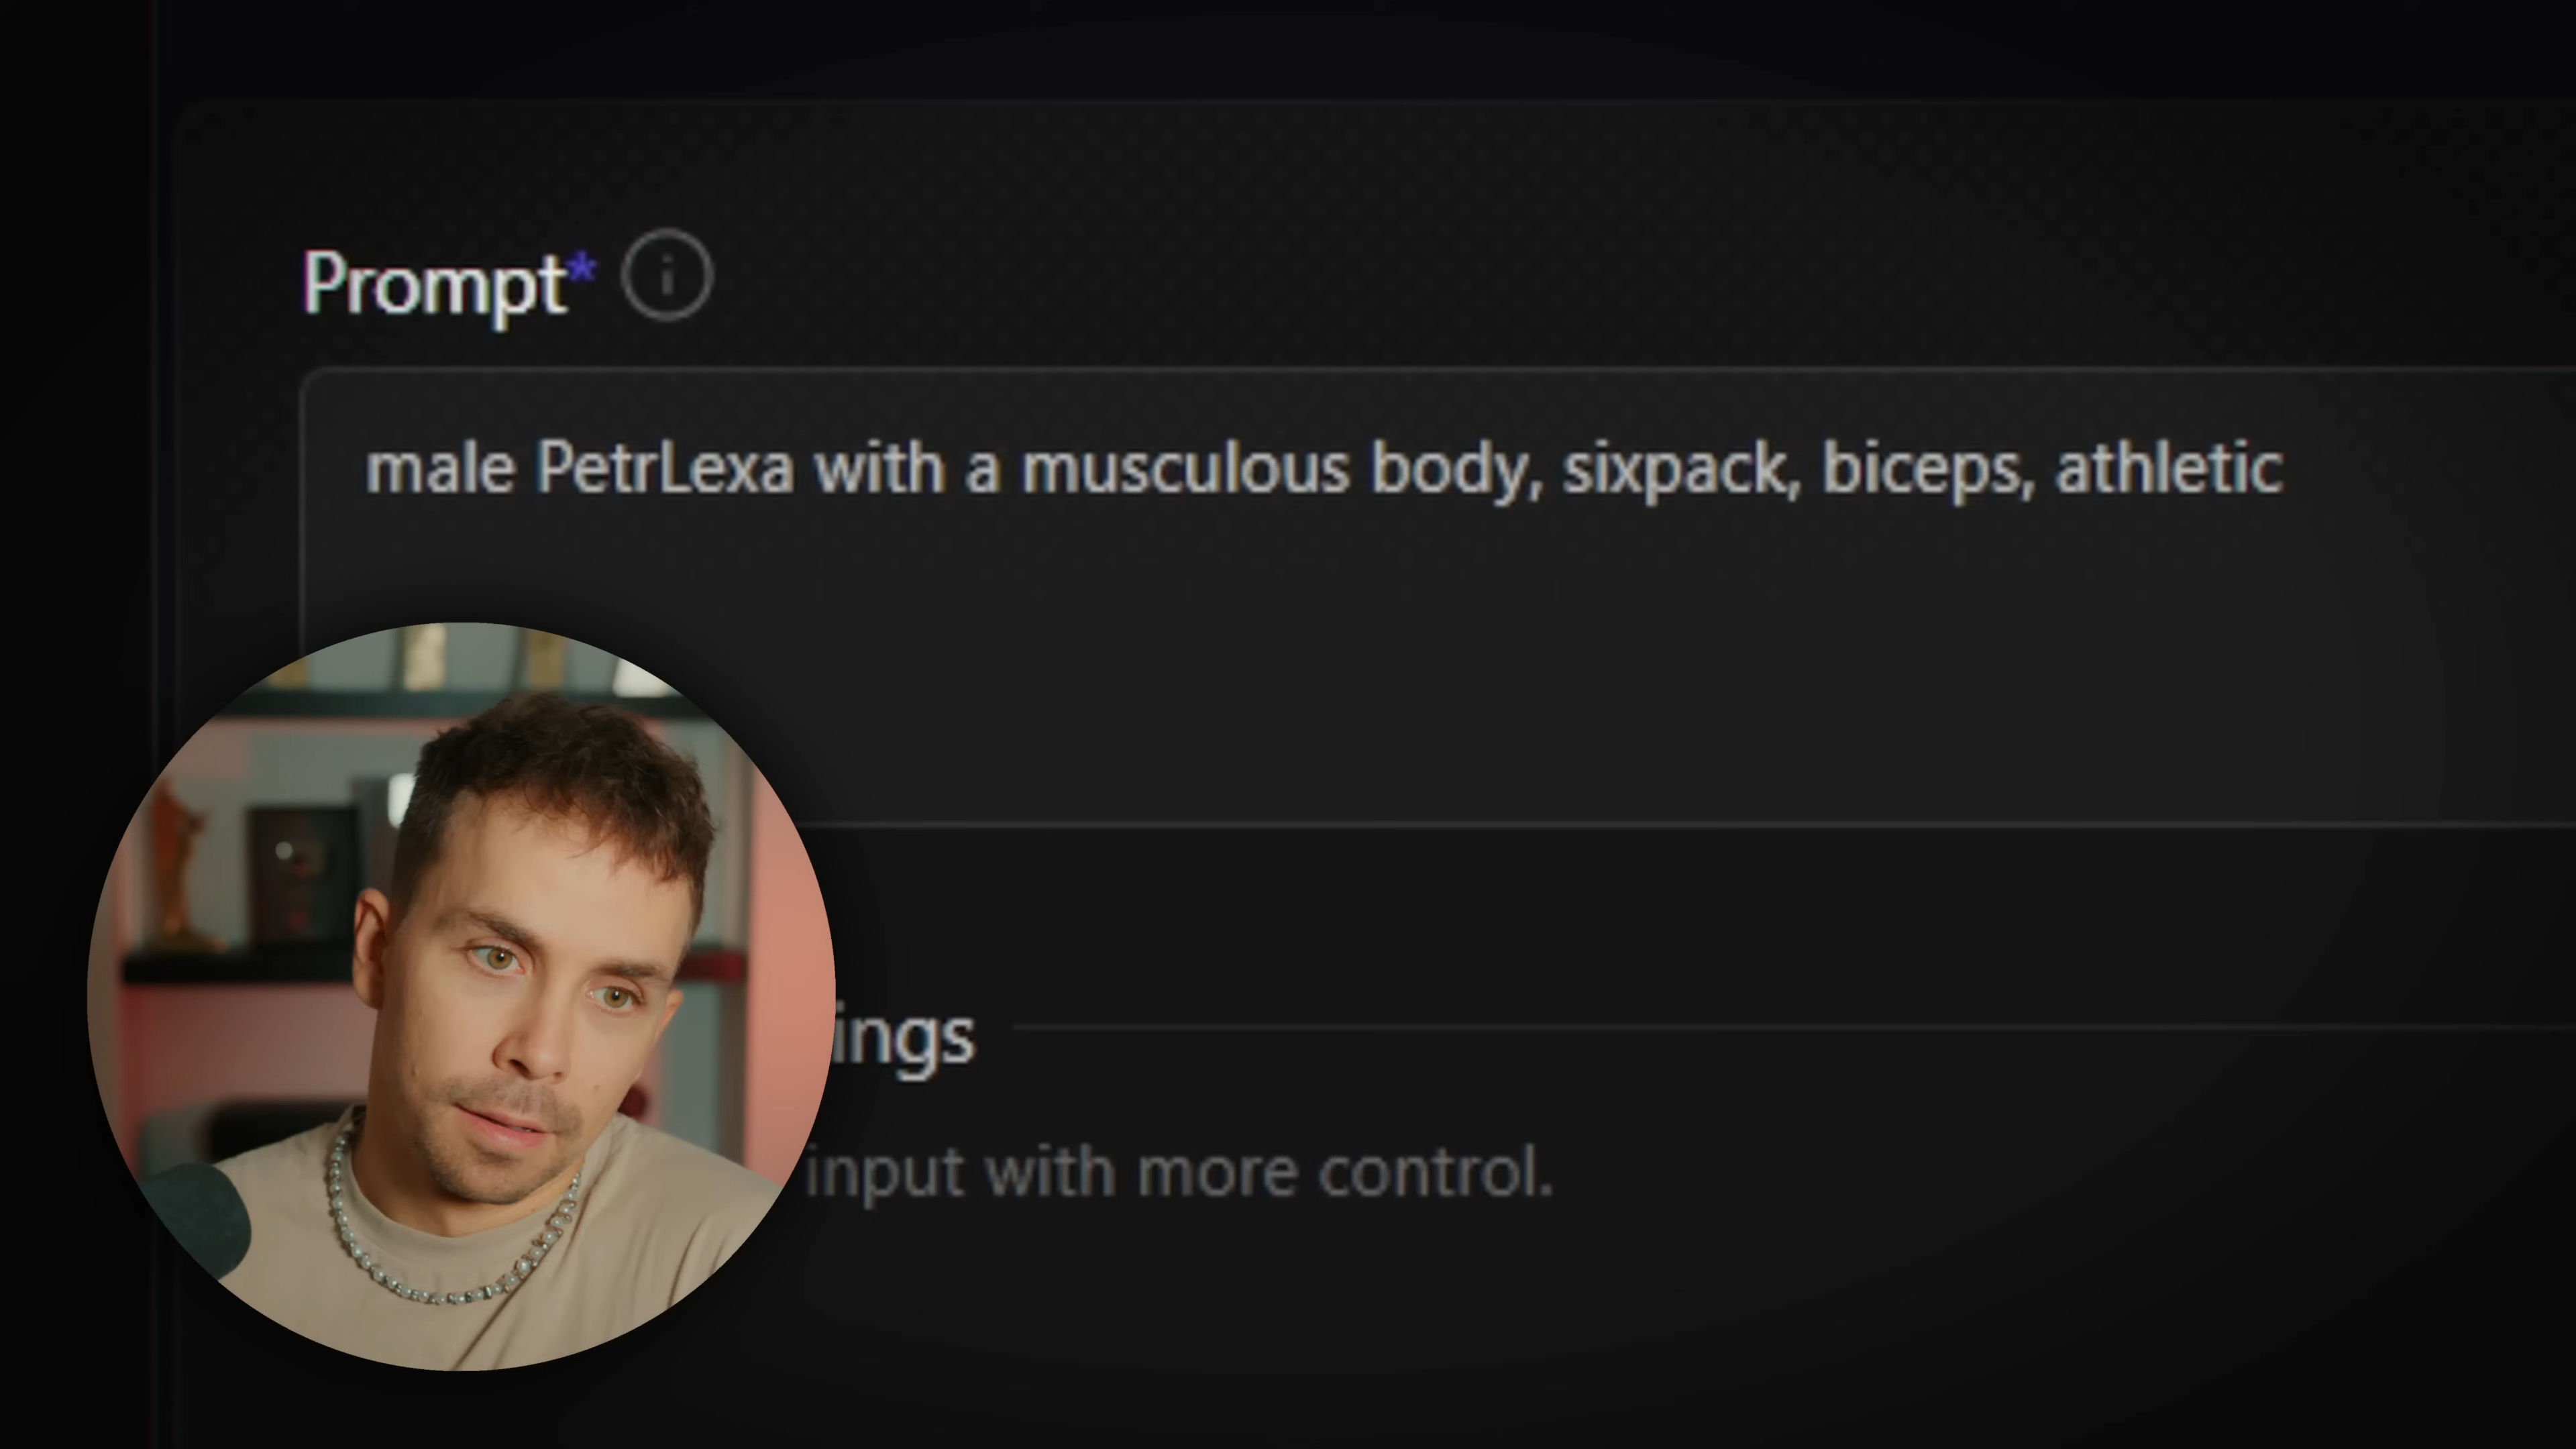 Prompt*
male PetrLexa with a musculous body, sixpack, biceps, athletic
ings
input with more control.